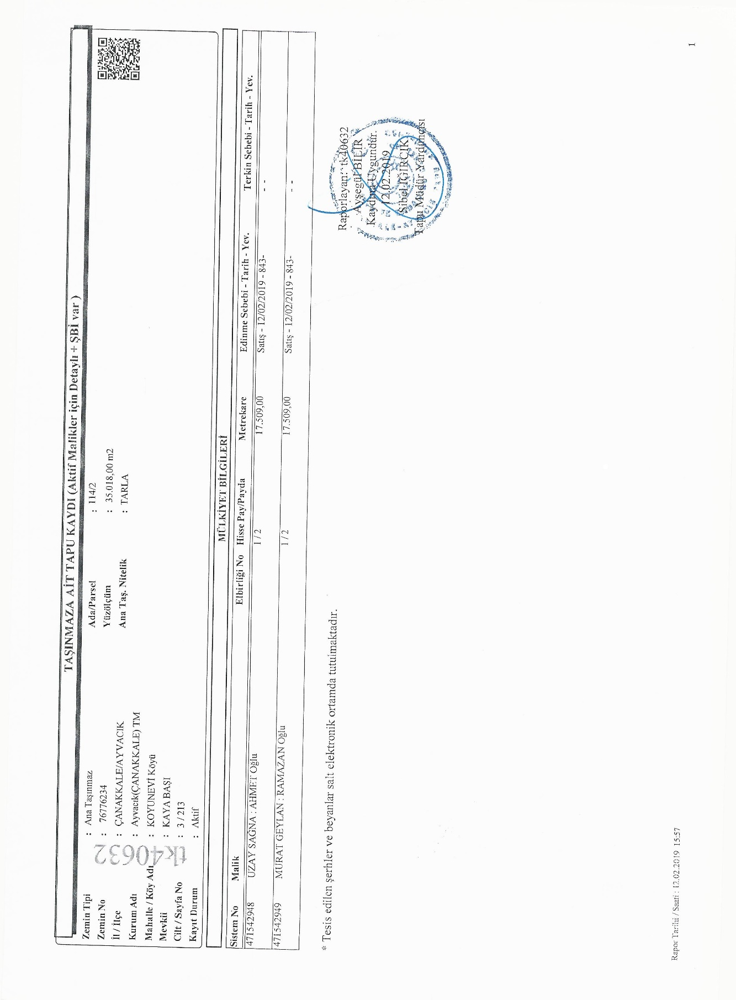 TAŞINMAZA AİT TAPU KAYDI (Aktif Malikler için Detaylı + ŞBİ var )
Zemin Tipi : Ana Taşınmaz Ada/Parsel : 114/2
Zemin No : 76776234 Yüzölçüm : 35.018,00 m2
İl / İlçe : ÇANAKKALE/AYVACIK Ana Taş. Nitelik : TARLA
Kurum Adı : Ayvacık(ÇANAKKALE) TM
Mahalle / Köy Adı : KOYUNEVİ Köyü
Mevkii : KAYA BAŞI
Cilt / Sayfa No : 3 / 213
Kayıt Durum : Aktif
tk40632
MÜLKİYET BİLGİLERİ
Sistem No Malik Elbirliği No Hisse Pay/Payda Metrekare Edinme Sebebi - Tarih - Yev. Terkin Sebebi - Tarih - Yev.
471542948 UZAY SAĞNA : AHMET Oğlu 1 / 2 17.509,00 Satış - 12/02/2019 - 843- - -
471542949 MURAT GEYLAN : RAMAZAN Oğlu 1 / 2 17.509,00 Satış - 12/02/2019 - 843- - -
* Tesis edilen şerhler ve beyanlar salt elektronik ortamda tutulmaktadır.
Raporlayan: tk40632
Ayşegül BİLİR
Kaydına Uygundur.
12.02.2019
Sibel IĞIRCIK
Tapu Müdür Yardımcısı
Rapor Tarihi / Saati : 12.02.2019 15:57
1